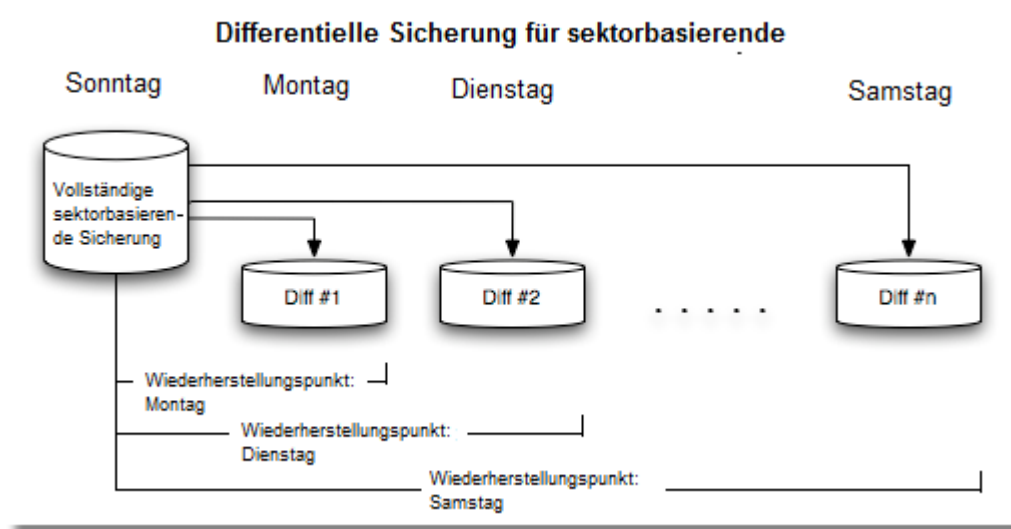 Differentielle Sicherung für sektorbasierende
Sonntag
Montag
Dienstag
Samstag
Vollständige
sektorbasieren-
de Sicherung
Diff #1
Diff #2
. . . . .
Diff #n
Wiederherstellungspunkt:
Montag
Wiederherstellungspunkt:
Dienstag
Wiederherstellungspunkt:
Samstag